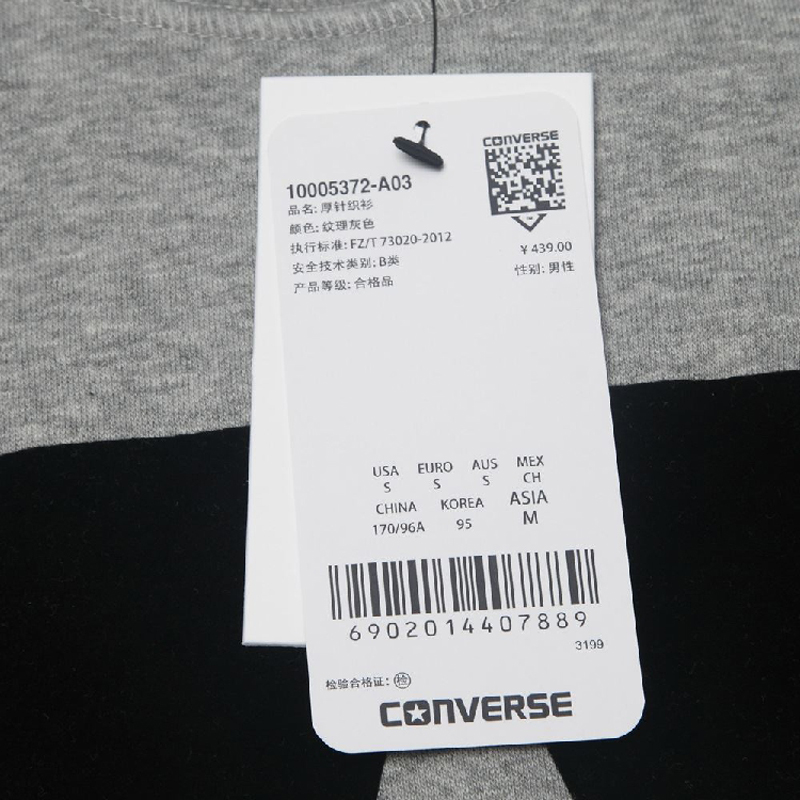 CONVERSE
10005372-A03
品名: 厚针织衫
颜色: 纹理灰色
执行标准: FZ/T 73020-2012
安全技术类别: B类
产品等级: 合格品
¥ 439.00
性别: 男性
USA EURO AUS MEX
S S S CH
CHINA KOREA ASIA
170/96A 95 M
6902014407889
3199
检验合格证: 检
CONVERSE